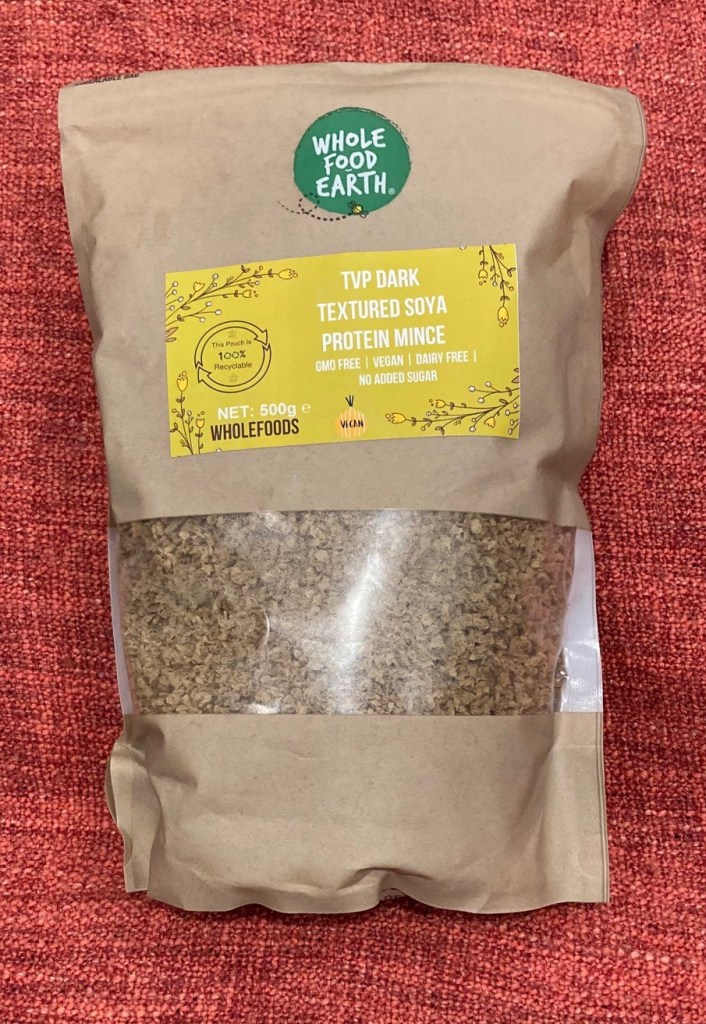 WHOLE
FOOD
EARTH®
TVP DARK
TEXTURED SOYA
PROTEIN MINCE
GMO FREE | VEGAN | DAIRY FREE |
NO ADDED SUGAR
This Pouch Is
100%
Recyclable
NET: 500g e
WHOLEFOODS
VEGAN